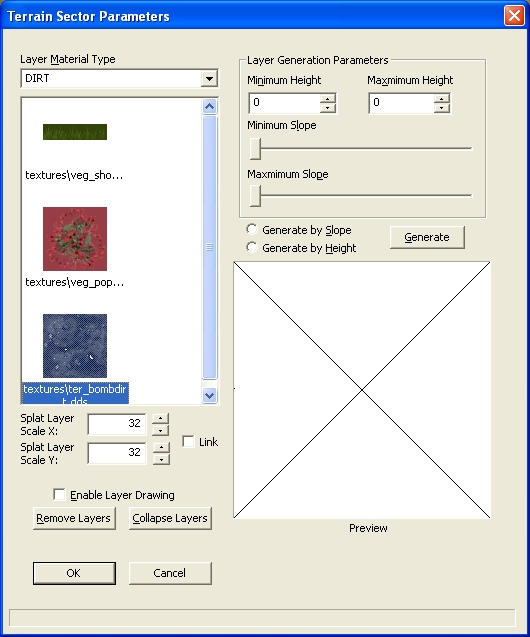 Terrain Sector Parameters
Layer Material Type
DIRT
textures\veg_sho...
textures\veg_pop...
textures\ter_bombdir
t.dds
Splat Layer
Scale X:
32
Splat Layer
Scale Y:
32
Link
Enable Layer Drawing
Remove Layers
Collapse Layers
OK
Cancel
Layer Generation Parameters
Minimum Height
Maxmimum Height
0
0
Minimum Slope
Maxmimum Slope
Generate by Slope
Generate by Height
Generate
Preview